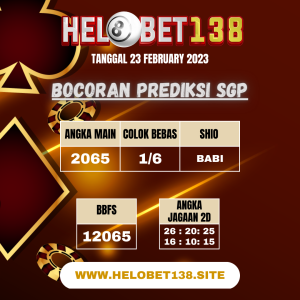 HELOBET138
TANGGAL 23 FEBRUARY 2023
BOCORAN PREDIKSI SGP
ANGKA MAIN COLOK BEBAS SHIO
2065 1/6 BABI
BBFS
12065
ANGKA
JAGAAN 2D
26 : 20: 25
16 : 10: 15
WWW.HELOBET138.SITE